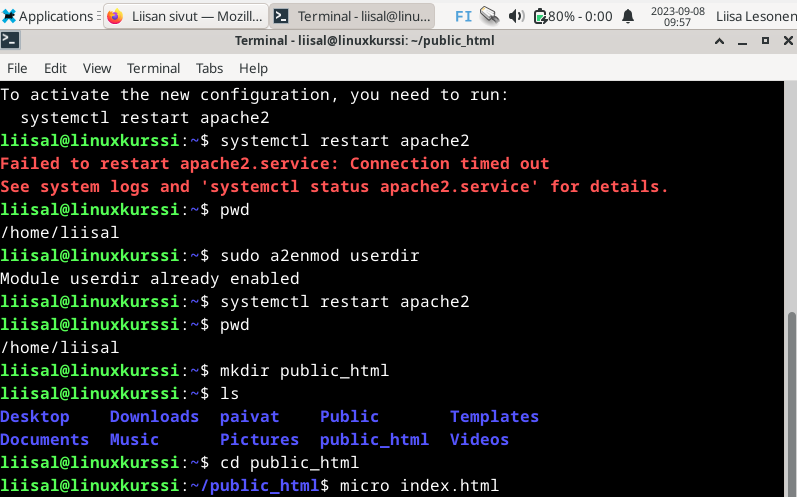 Applications
Liisan sivut — Mozill...
Terminal - liisal@linu...
FI
80% - 0:00
2023-09-08
09:57
Liisa Lesonen
Terminal - liisal@linuxkurssi: ~/public_html
File Edit View Terminal Tabs Help
To activate the new configuration, you need to run:
  systemctl restart apache2
liisal@linuxkurssi:~$ systemctl restart apache2
Failed to restart apache2.service: Connection timed out
See system logs and 'systemctl status apache2.service' for details.
liisal@linuxkurssi:~$ pwd
/home/liisal
liisal@linuxkurssi:~$ sudo a2enmod userdir
Module userdir already enabled
liisal@linuxkurssi:~$ systemctl restart apache2
liisal@linuxkurssi:~$ pwd
/home/liisal
liisal@linuxkurssi:~$ mkdir public_html
liisal@linuxkurssi:~$ ls
Desktop    Downloads  paivat    Public       Templates
Documents  Music      Pictures  public_html  Videos
liisal@linuxkurssi:~$ cd public_html
liisal@linuxkurssi:~/public_html$ micro index.html